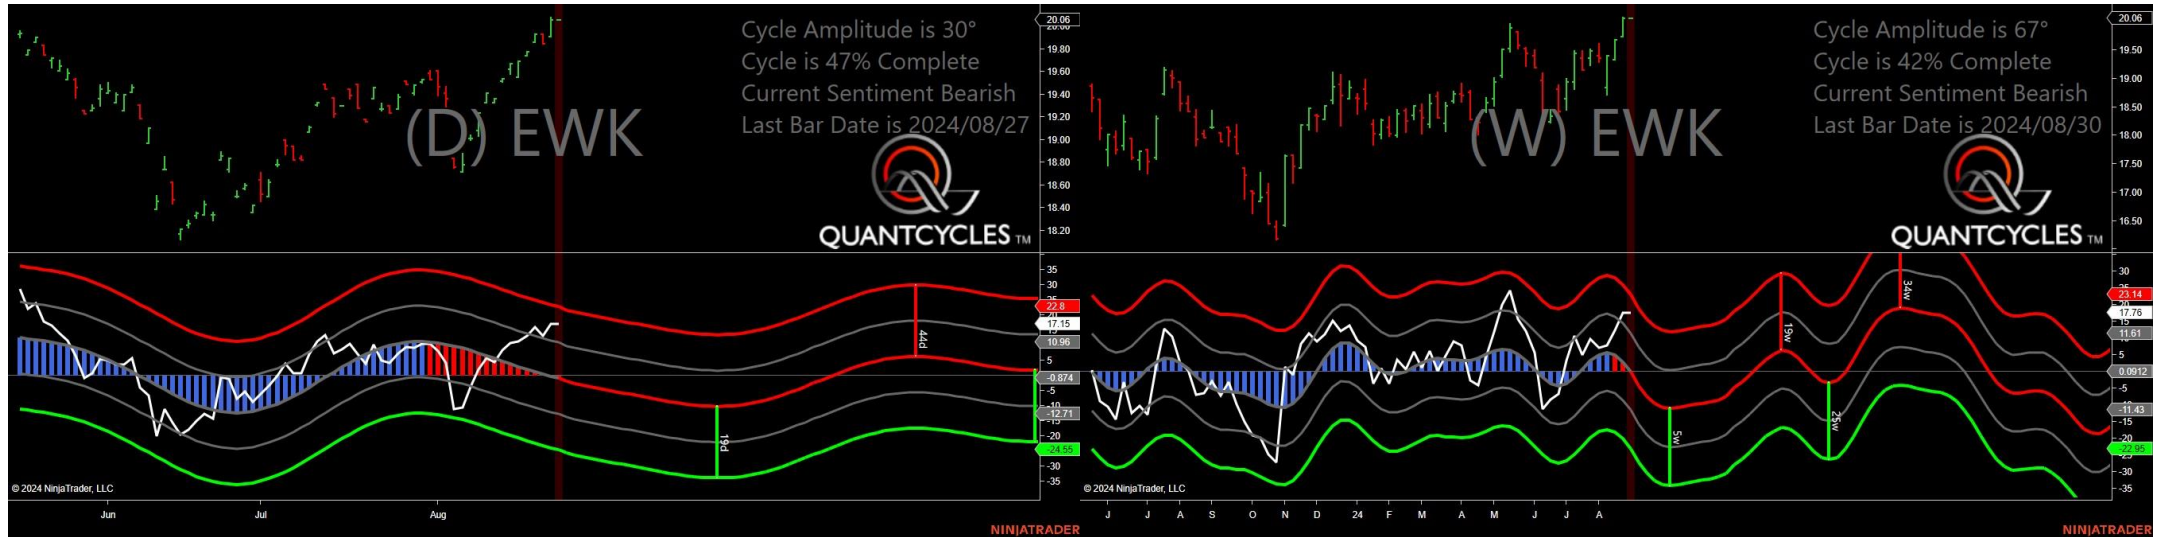 Cycle Amplitude is 30°
Cycle is 47% Complete
Current Sentiment Bearish
Last Bar Date is 2024/08/27
(D) EWK
QUANTCYCLES TM
20.06
19.80
19.60
19.40
19.20
19.00
18.80
18.60
18.40
18.20
35
30
22.8
17.15
10.96
5
-0.874
-5
-12.71
-20
-24.55
-30
-35
19d
44d
© 2024 NinjaTrader, LLC
Jun
Jul
Aug
NINJATRADER
Cycle Amplitude is 67°
Cycle is 42% Complete
Current Sentiment Bearish
Last Bar Date is 2024/08/30
(W) EWK
QUANTCYCLES TM
20.06
19.50
19.00
18.50
18.00
17.50
17.00
16.50
30
23.14
17.76
11.61
5
0.0912
-5
-11.43
-15
-22.95
-30
-35
5w
19w
25w
34w
© 2024 NinjaTrader, LLC
J J A S O N D 24 F M A M J J A
NINJATRADER